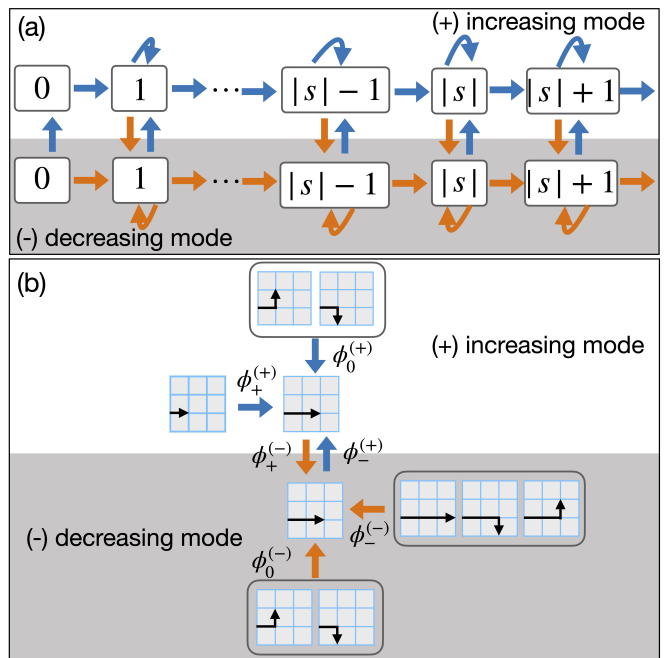 (a)
(+) increasing mode
0 1 ⋯ |s| − 1 |s| |s| + 1
0 1 ⋯ |s| − 1 |s| |s| + 1
(-) decreasing mode
(b)
(+) increasing mode
ϕ₀⁽⁺⁾
ϕ₊⁽⁺⁾
ϕ₊⁽⁻⁾ ϕ₋⁽⁺⁾
(-) decreasing mode
ϕ₋⁽⁻⁾
ϕ₀⁽⁻⁾